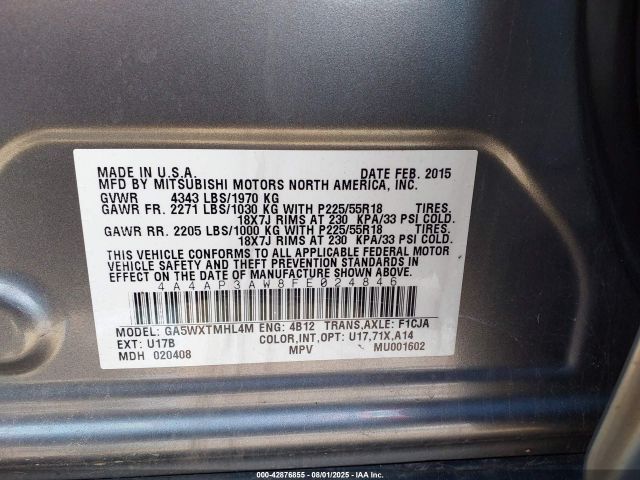 MADE IN U.S.A. DATE FEB. 2015
MFD BY MITSUBISHI MOTORS NORTH AMERICA, INC.
GVWR 4343 LBS/1970 KG
GAWR FR. 2271 LBS/1030 KG WITH P225/55R18 TIRES.
18X7J RIMS AT 230 KPA/33 PSI COLD.
GAWR RR. 2205 LBS/1000 KG WITH P225/55R18 TIRES.
18X7J RIMS AT 230 KPA/33 PSI COLD.
THIS VEHICLE CONFORMS TO ALL APPLICABLE FEDERAL MOTOR
VEHICLE SAFETY AND THEFT PREVENTION STANDARDS IN
EFFECT ON THE DATE OF MANUFACTURE SHOWN ABOVE.
4A4AP3AW8FE024846
MODEL: GA5WXTMHL4M ENG: 4B12 TRANS,AXLE: F1CJA
EXT: U17B COLOR,INT,OPT: U17,71X,A14
MDH 020408 MPV MU001602
000-42876855 - 08/01/2025 - IAA Inc.